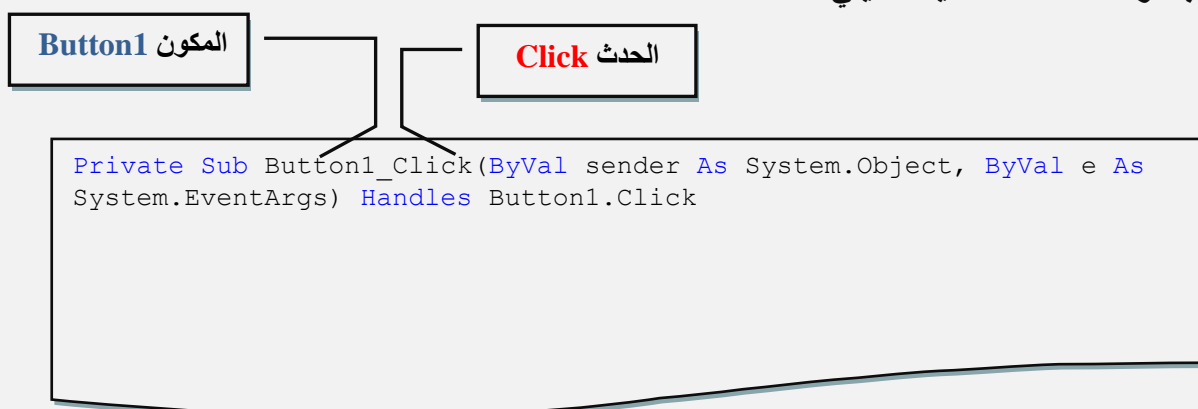 المكون Button1
الحدث Click
Private Sub Button1_Click(ByVal sender As System.Object, ByVal e As
System.EventArgs) Handles Button1.Click